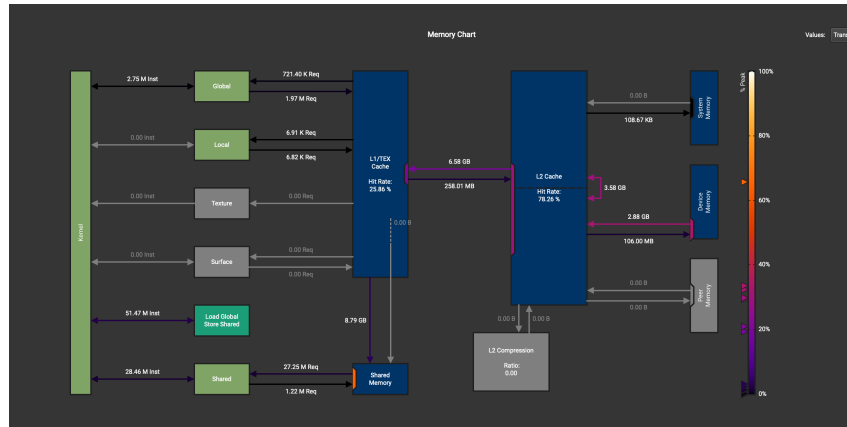 Memory Chart
Values:
Tran
2.75 M Inst
Global
721.40 K Req
1.97 M Req
0.00 Inst
Local
6.91 K Req
6.82 K Req
0.00 Inst
Texture
0.00 Req
0.00 Inst
Surface
0.00 Req
0.00 Req
51.47 M Inst
Load Global
Store Shared
28.46 M Inst
Shared
27.25 M Req
1.22 M Req
Kernel
L1/TEX
Cache
Hit Rate:
25.86 %
0.00 B
8.79 GB
Shared
Memory
6.58 GB
258.01 MB
L2 Cache
Hit Rate:
78.26 %
3.58 GB
0.00 B
0.00 B
L2 Compression
Ratio:
0.00
0.00 B
108.67 KB
System
Memory
2.88 GB
106.00 MB
Device
Memory
0.00 B
0.00 B
Peer
Memory
% Peak
100%
80%
60%
40%
20%
0%